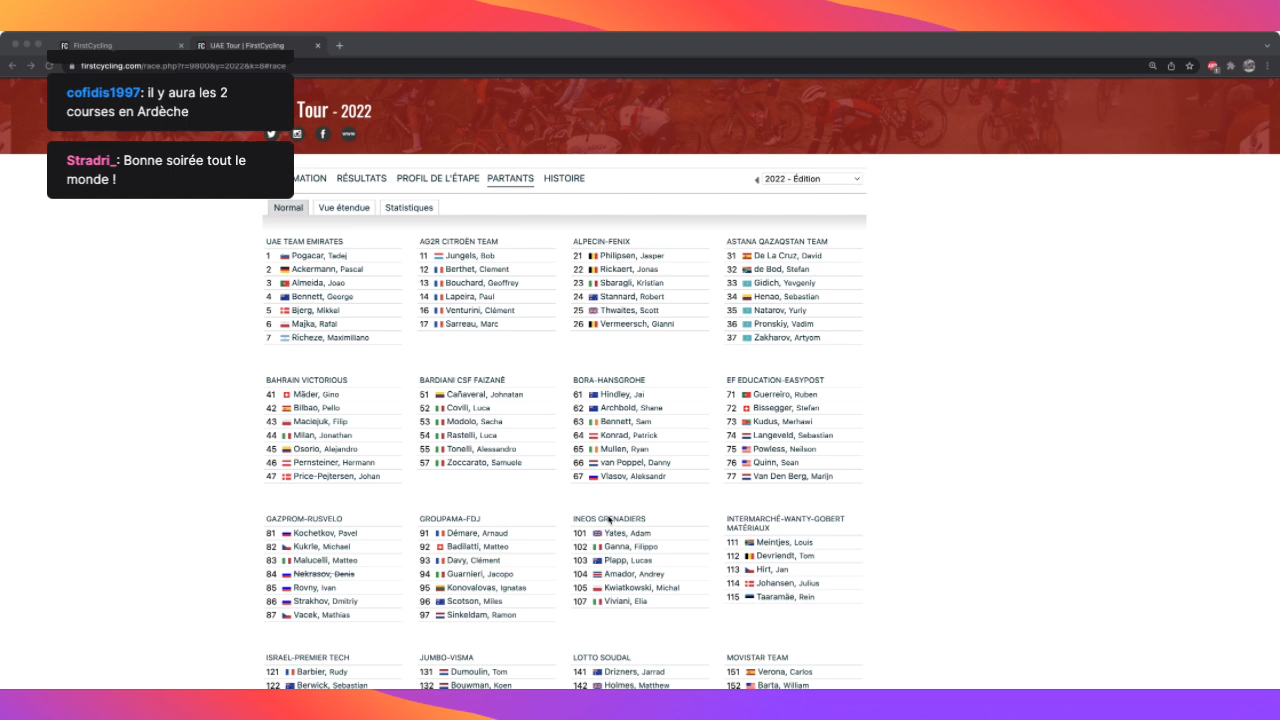 FirstCycling
UAE Tour | FirstCycling
firstcycling.com/race.php?r=9800&y=2022&k=8#race
cofidis1997: il y aura les 2
courses en Ardèche
Stradri_: Bonne soirée tout le
monde !
Tour - 2022
www
MATION RÉSULTATS PROFIL DE L'ÉTAPE PARTANTS HISTOIRE
2022 - Édition
Normal Vue étendue Statistiques
UAE TEAM EMIRATES
1 Pogacar, Tadej
2 Ackermann, Pascal
3 Almeida, Joao
4 Bennett, George
5 Bjerg, Mikkel
6 Majka, Rafal
7 Richeze, Maximiliano
AG2R CITROËN TEAM
11 Jungels, Bob
12 Berthet, Clement
13 Bouchard, Geoffrey
14 Lapeira, Paul
16 Venturini, Clément
17 Sarreau, Marc
ALPECIN-FENIX
21 Philipsen, Jasper
22 Rickaert, Jonas
23 Sbaragli, Kristian
24 Stannard, Robert
25 Thwaites, Scott
26 Vermeersch, Gianni
ASTANA QAZAQSTAN TEAM
31 De La Cruz, David
32 de Bod, Stefan
33 Gidich, Yevgeniy
34 Henao, Sebastian
35 Natarov, Yuriy
36 Pronskiy, Vadim
37 Zakharov, Artyom
BAHRAIN VICTORIOUS
41 Mäder, Gino
42 Bilbao, Pello
43 Maciejuk, Filip
44 Milan, Jonathan
45 Osorio, Alejandro
46 Pernsteiner, Hermann
47 Price-Pejtersen, Johan
BARDIANI CSF FAIZANÈ
51 Cañaveral, Johnatan
52 Covili, Luca
53 Modolo, Sacha
54 Rastelli, Luca
55 Tonelli, Alessandro
57 Zoccarato, Samuele
BORA-HANSGROHE
61 Hindley, Jai
62 Archbold, Shane
63 Bennett, Sam
64 Konrad, Patrick
65 Mullen, Ryan
66 van Poppel, Danny
67 Vlasov, Aleksandr
EF EDUCATION-EASYPOST
71 Guerreiro, Ruben
72 Bissegger, Stefan
73 Kudus, Merhawi
74 Langeveld, Sebastian
75 Powless, Neilson
76 Quinn, Sean
77 Van Den Berg, Marijn
GAZPROM-RUSVELO
81 Kochetkov, Pavel
82 Kukrle, Michael
83 Malucelli, Matteo
84 Nekrasov, Denis
85 Rovny, Ivan
86 Strakhov, Dmitriy
87 Vacek, Mathias
GROUPAMA-FDJ
91 Démare, Arnaud
92 Badilatti, Matteo
93 Davy, Clément
94 Guarnieri, Jacopo
95 Konovalovas, Ignatas
96 Scotson, Miles
97 Sinkeldam, Ramon
INEOS GRENADIERS
101 Yates, Adam
102 Ganna, Filippo
103 Plapp, Lucas
104 Amador, Andrey
105 Kwiatkowski, Michal
107 Viviani, Elia
INTERMARCHÉ-WANTY-GOBERT
MATÉRIAUX
111 Meintjes, Louis
112 Devriendt, Tom
113 Hirt, Jan
114 Johansen, Julius
115 Taaramäe, Rein
ISRAEL-PREMIER TECH
121 Barbier, Rudy
122 Berwick, Sebastian
JUMBO-VISMA
131 Dumoulin, Tom
132 Bouwman, Koen
LOTTO SOUDAL
141 Drizners, Jarrad
142 Holmes, Matthew
MOVISTAR TEAM
151 Verona, Carlos
152 Barta, William